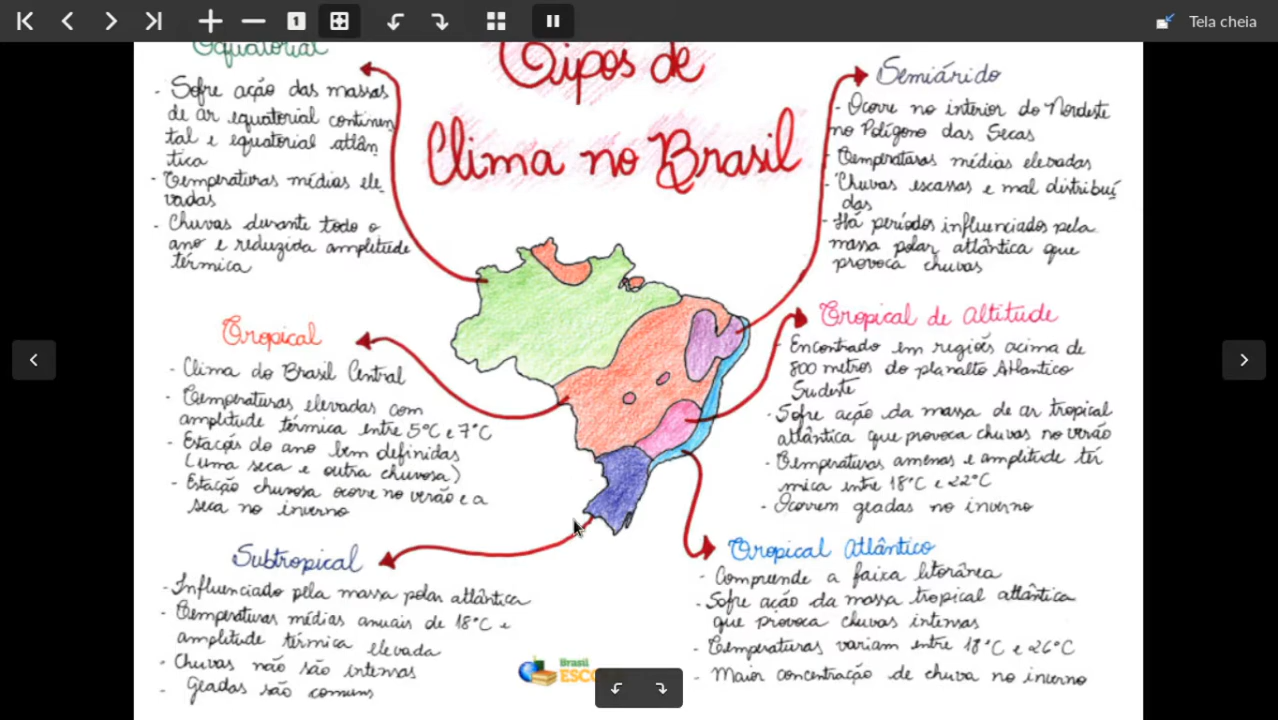 1
Tela cheia
Equatorial
- Sofre ação das massas
de ar equatorial continen
tal e equatorial atlân
tica
- Temperaturas médias ele_
vadas
- Chuvas durante todo o
ano e reduzida amplitude
térmica
Tipos de
Clima no Brasil
Semiárido
- Ocorre no interior do Nordeste
no Polígono das Secas
- Temperaturas médias elevadas
- Chuvas escassas e mal distribuí
das
- Há períodos influenciados pela
massa polar atlântica que
provoca chuvas
Tropical
- Clima do Brasil Central
- Temperaturas elevadas com
amplitude térmica entre 5°C e 7°C
- Estações do ano bem definidas
(uma seca e outra chuvosa)
- Estação chuvosa ocorre no verão e a
seca no inverno
Tropical de Altitude
- Encontrado em regiões acima de
800 metros do planalto Atlantico
Sudeste
- Sofre ação da massa de ar tropical
atlântica que provoca chuvas no verão
- Temperaturas amenas e amplitude tér
mica entre 18°C e 22°C
- Ocorrem geadas no inverno
Subtropical
- Influenciado pela massa polar atlântica
- Temperaturas médias anuais de 18°C e
amplitude térmica elevada
- Chuvas não são intensas
- Geadas são comuns
Tropical Atlântico
- Compreende a faixa litorânea
- Sofre ação da massa tropical atlântica
que provoca chuvas intensas
- Temperaturas variam entre 18°C e 26°C
- Maior concentração de chuva no inverno
Brasil
ESCO